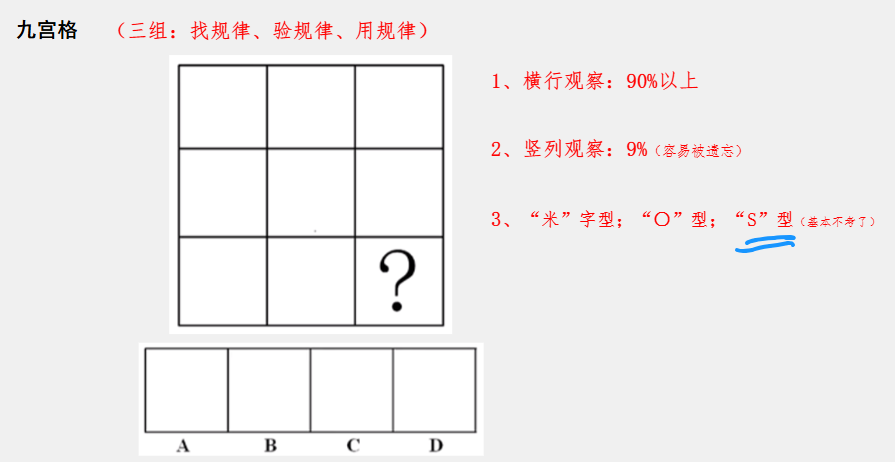 九宫格 （三组：找规律、验规律、用规律）
1、横行观察：90%以上
2、竖列观察：9%（容易被遗忘）
3、“米”字型；“〇”型；“S”型（基本不考了）
?
A B C D